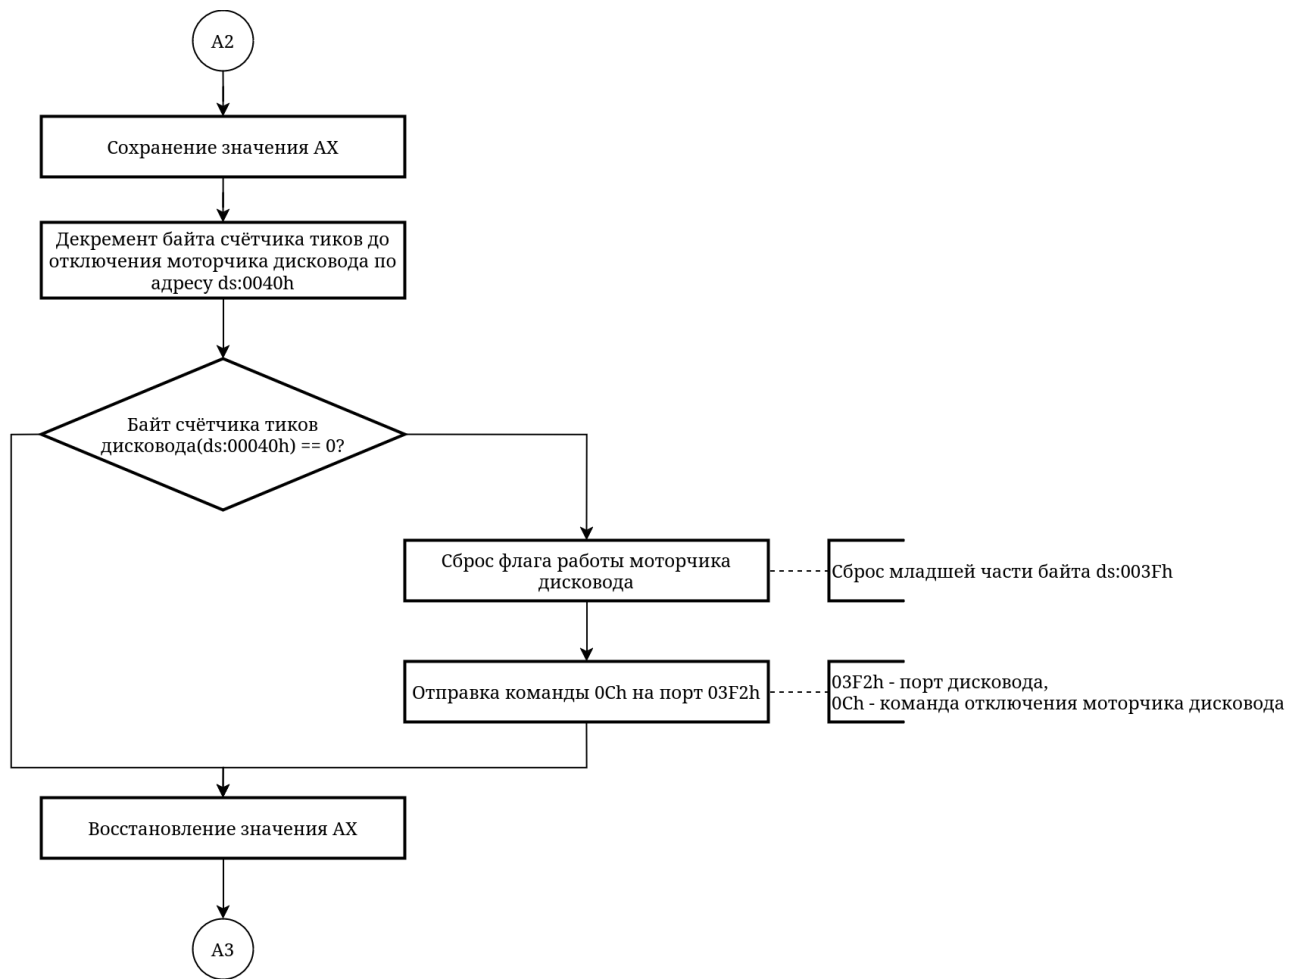 A2
Сохранение значения AX
Декремент байта счётчика тиков до
отключения моторчика дисковода по
адресу ds:0040h
Байт счётчика тиков
дисковода(ds:00040h) == 0?
Сброс флага работы моторчика
дисковода
Сброс младшей части байта ds:003Fh
Отправка команды 0Ch на порт 03F2h
03F2h - порт дисковода,
0Ch - команда отключения моторчика дисковода
Восстановление значения AX
A3